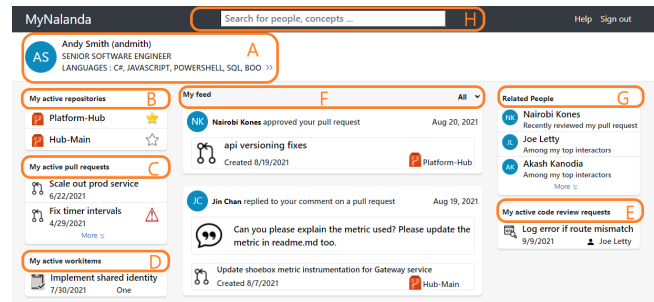 MyNalanda
Search for people, concepts ...
H
Help Sign out
AS
Andy Smith (andmith)
A
SENIOR SOFTWARE ENGINEER
LANGUAGES : C#, JAVASCRIPT, POWERSHELL, SQL, BOO >>
My active repositories
B
Platform-Hub
Hub-Main
My active pull requests
C
Scale out prod service
6/22/2021
Fix timer intervals
4/29/2021
More
My active workitems
D
Implement shared identity
7/30/2021 One
My feed
F
All
NK
Nairobi Kones approved your pull request
Aug 20, 2021
api versioning fixes
Created 8/19/2021
Platform-Hub
JC
Jin Chan replied to your comment on a pull request
Aug 19, 2021
Can you please explain the metric used? Please update the
metric in readme.md too.
Update shoebox metric instrumentation for Gateway service
Created 8/7/2021
Hub-Main
Related People
G
NK
Nairobi Kones
Recently reviewed my pull request
JL
Joe Letty
Among my top interactors
AK
Akash Kanodia
Among my top interactors
More
My active code review requests
E
Log error if route mismatch
9/9/2021
Joe Letty